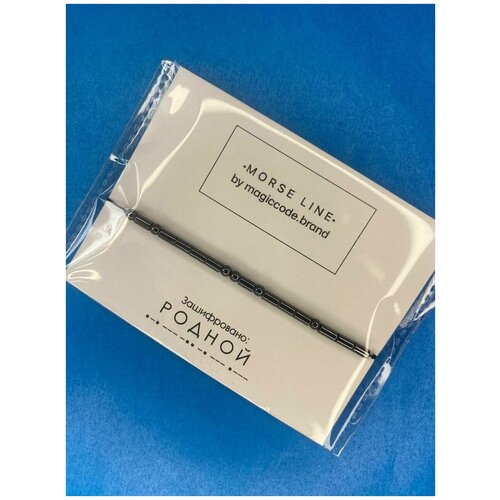 •MORSE LINE•
by magiccode.brand
Зашифровано:
РОДНОЙ